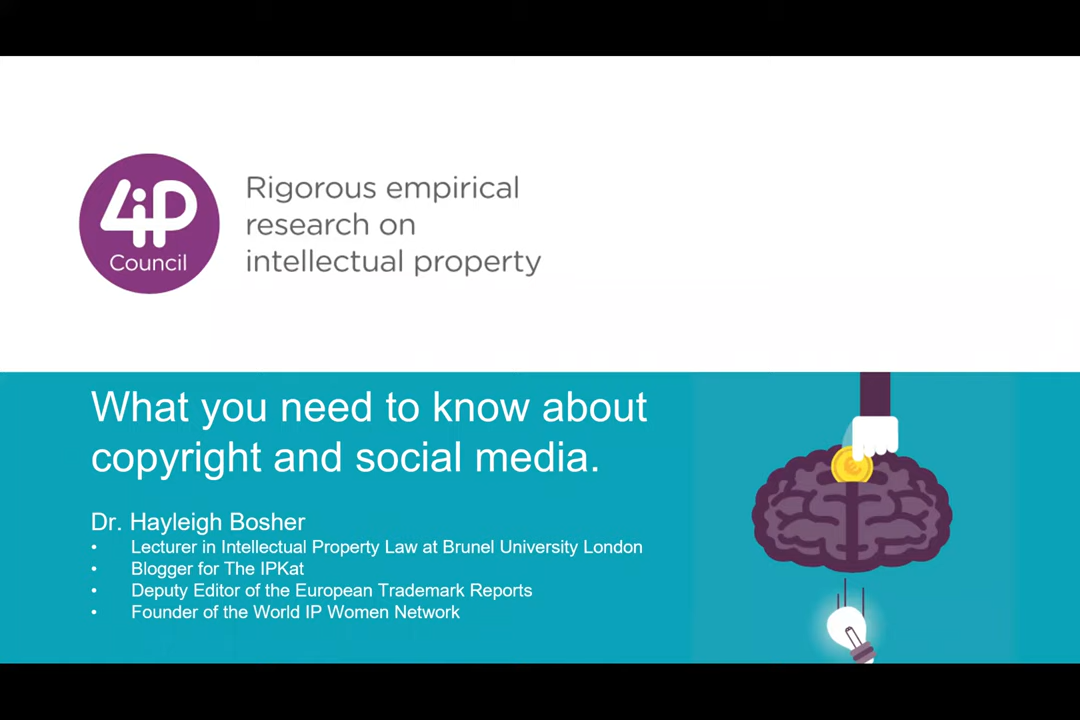 4iP
Council
Rigorous empirical
research on
intellectual property
What you need to know about
copyright and social media.
Dr. Hayleigh Bosher
• Lecturer in Intellectual Property Law at Brunel University London
• Blogger for The IPKat
• Deputy Editor of the European Trademark Reports
• Founder of the World IP Women Network
€